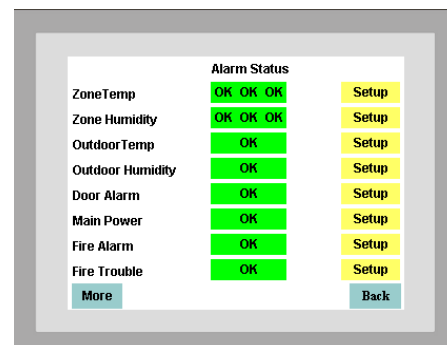 Alarm Status
ZoneTemp OK OK OK Setup
Zone Humidity OK OK OK Setup
OutdoorTemp OK Setup
Outdoor Humidity OK Setup
Door Alarm OK Setup
Main Power OK Setup
Fire Alarm OK Setup
Fire Trouble OK Setup
More Back